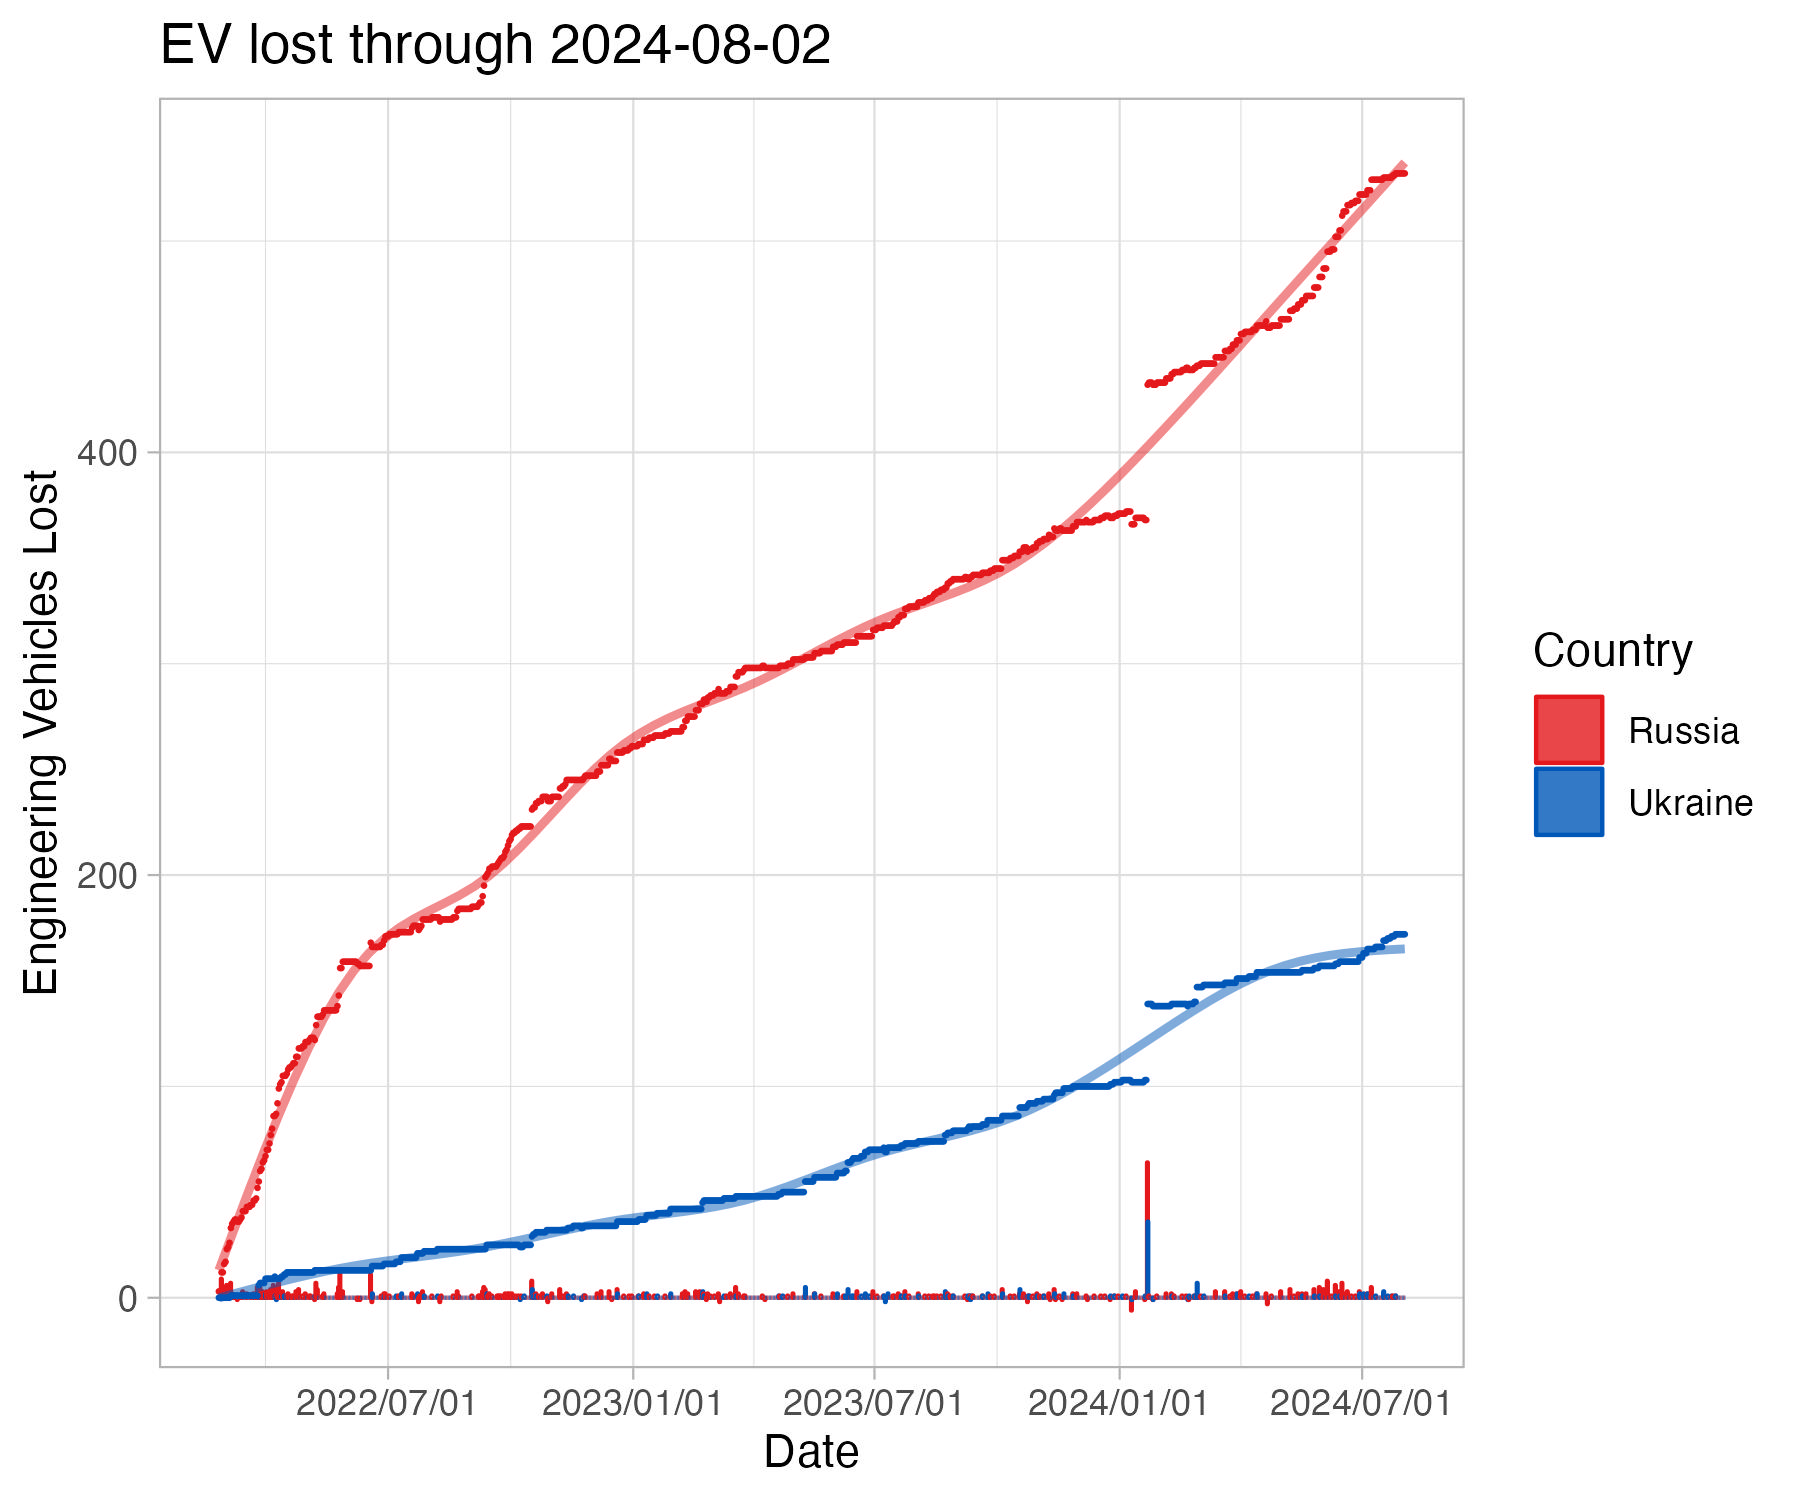 EV lost through 2024-08-02
Engineering Vehicles Lost
400
200
0
2022/07/01
2023/01/01
2023/07/01
2024/01/01
2024/07/01
Date
Country
Russia
Ukraine